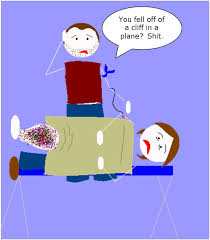 You fell off of
a cliff in a
plane? Shit.